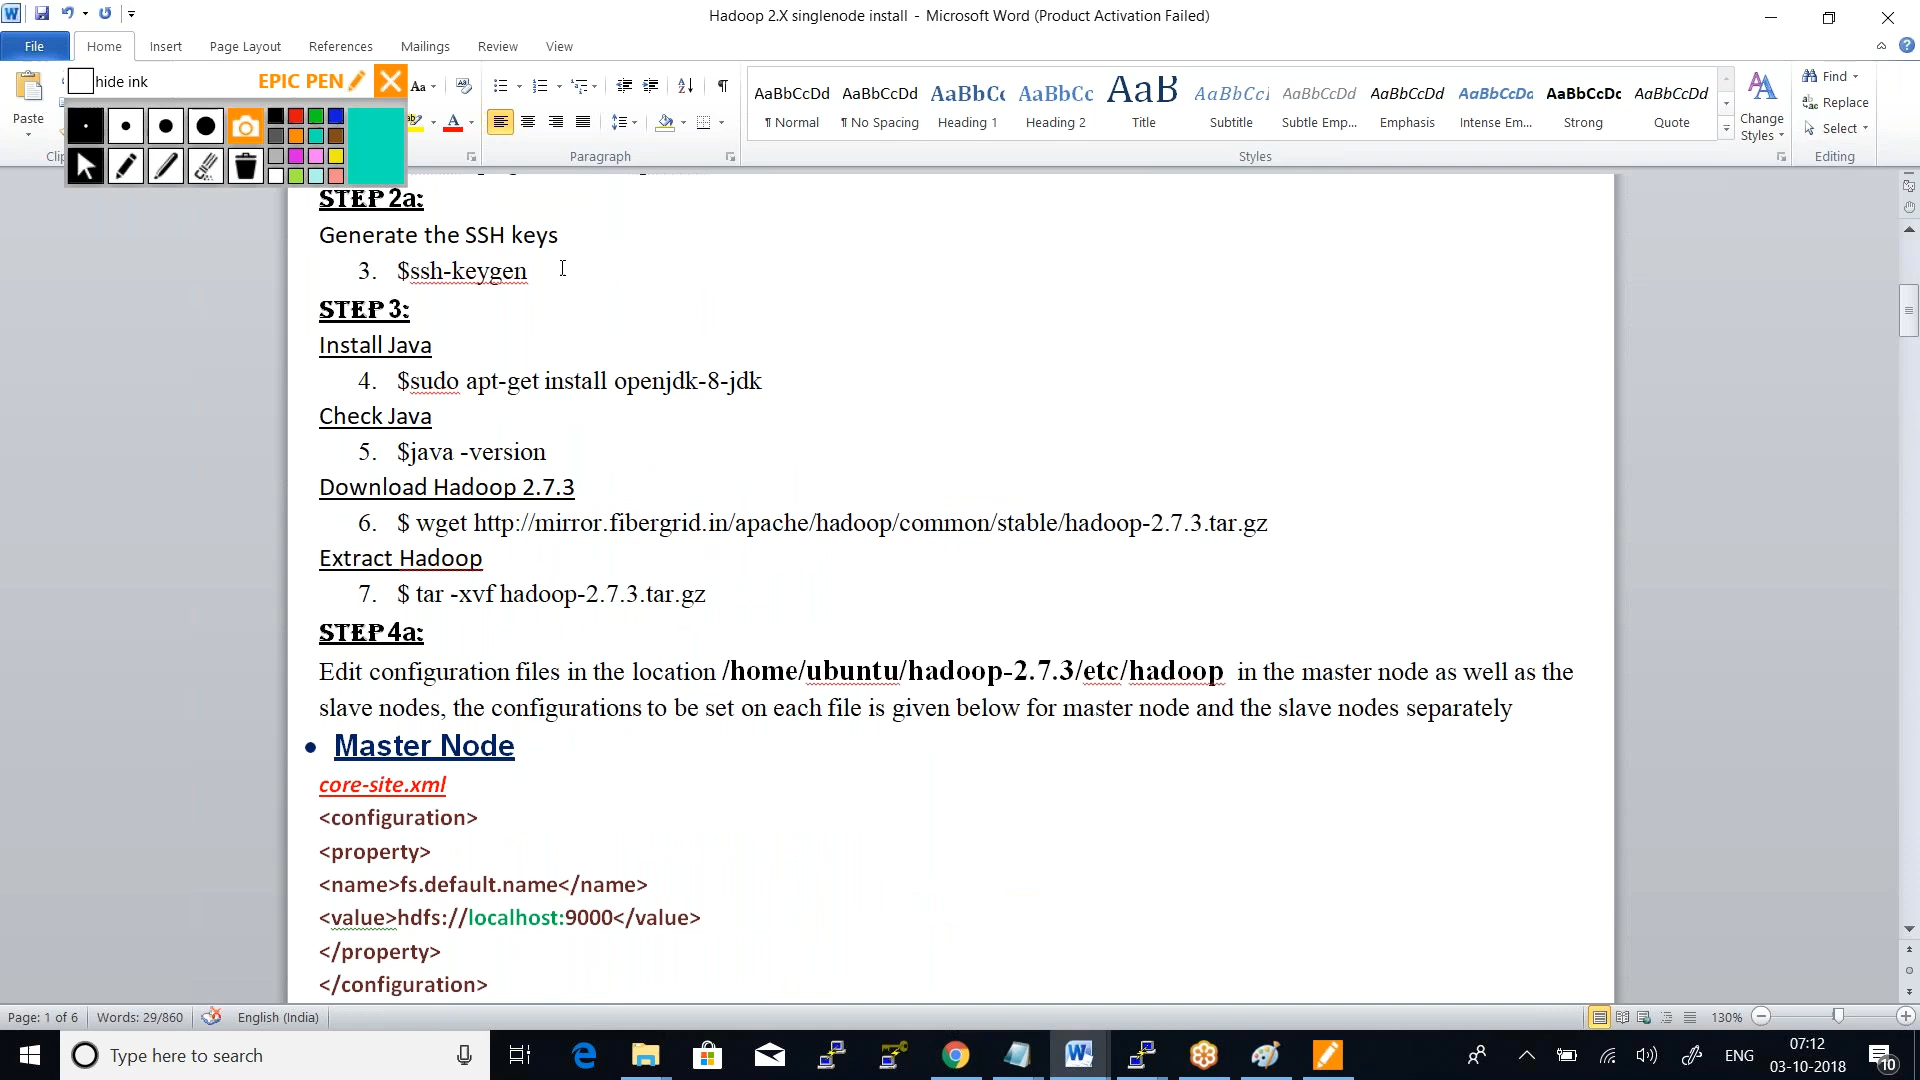 Hadoop 2.X singlenode install - Microsoft Word (Product Activation Failed)
File Home Insert Page Layout References Mailings Review View
hide ink EPIC PEN
Paste
Aa
A
AaBbCcDd AaBbCcDd AaBbCc AaBbCc AaB AaBbCcI AaBbCcDd AaBbCcDd AaBbCcDd AaBbCcDc AaBbCcDd
¶ Normal ¶ No Spacing Heading 1 Heading 2 Title Subtitle Subtle Emp... Emphasis Intense Em... Strong Quote
Change Styles
Find
Replace
Select
Paragraph Styles Editing
STEP 2a:
Generate the SSH keys
3. $ssh-keygen
STEP 3:
Install Java
4. $sudo apt-get install openjdk-8-jdk
Check Java
5. $java -version
Download Hadoop 2.7.3
6. $ wget http://mirror.fibergrid.in/apache/hadoop/common/stable/hadoop-2.7.3.tar.gz
Extract Hadoop
7. $ tar -xvf hadoop-2.7.3.tar.gz
STEP 4a:
Edit configuration files in the location /home/ubuntu/hadoop-2.7.3/etc/hadoop in the master node as well as the
slave nodes, the configurations to be set on each file is given below for master node and the slave nodes separately
• Master Node
core-site.xml
<configuration>
<property>
<name>fs.default.name</name>
<value>hdfs://localhost:9000</value>
</property>
</configuration>
Page: 1 of 6 Words: 29/860 English (India) 130%
Type here to search
ENG
07:12
03-10-2018
10